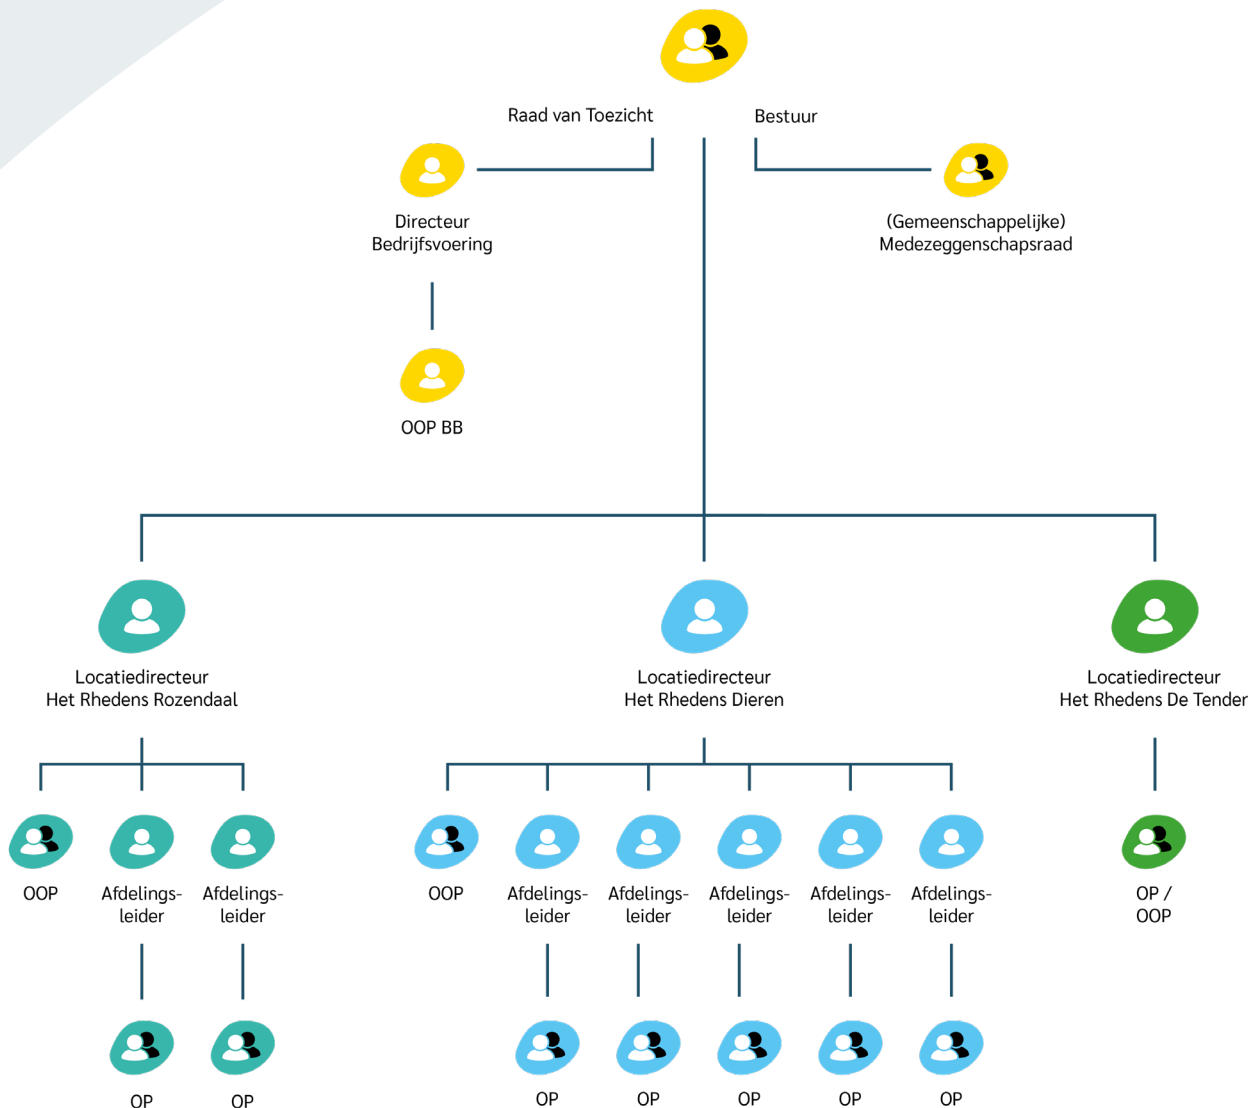 Raad van Toezicht
Bestuur
Directeur
Bedrijfsvoering
(Gemeenschappelijke)
Medezeggenschapsraad
OOP BB
Locatiedirecteur
Het Rhedens Rozendaal
Locatiedirecteur
Het Rhedens Dieren
Locatiedirecteur
Het Rhedens De Tender
OOP
Afdelings-
leider
Afdelings-
leider
OOP
Afdelings-
leider
Afdelings-
leider
Afdelings-
leider
Afdelings-
leider
Afdelings-
leider
OP /
OOP
OP
OP
OP
OP
OP
OP
OP